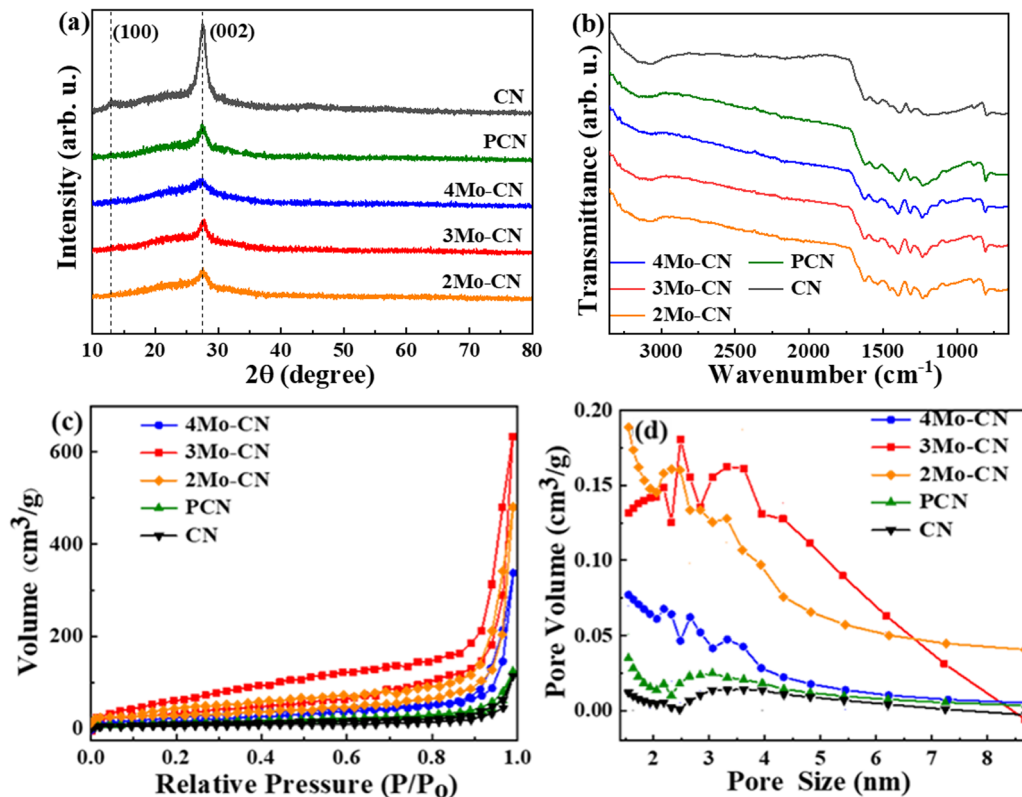 (a)
(100)
(002)
CN
PCN
4Mo-CN
3Mo-CN
2Mo-CN
Intensity (arb. u.)
10 20 30 40 50 60 70 80
2θ (degree)
(b)
Transmittance (arb. u.)
4Mo-CN PCN
3Mo-CN CN
2Mo-CN
3000 2500 2000 1500 1000
Wavenumber (cm⁻¹)
(c)
4Mo-CN
3Mo-CN
2Mo-CN
PCN
CN
Volume (cm³/g)
600
400
200
0
0.0 0.2 0.4 0.6 0.8 1.0
Relative Pressure (P/P₀)
(d)
4Mo-CN
3Mo-CN
2Mo-CN
PCN
CN
Pore Volume (cm³/g)
0.20
0.15
0.10
0.05
0.00
2 3 4 5 6 7 8
Pore Size (nm)